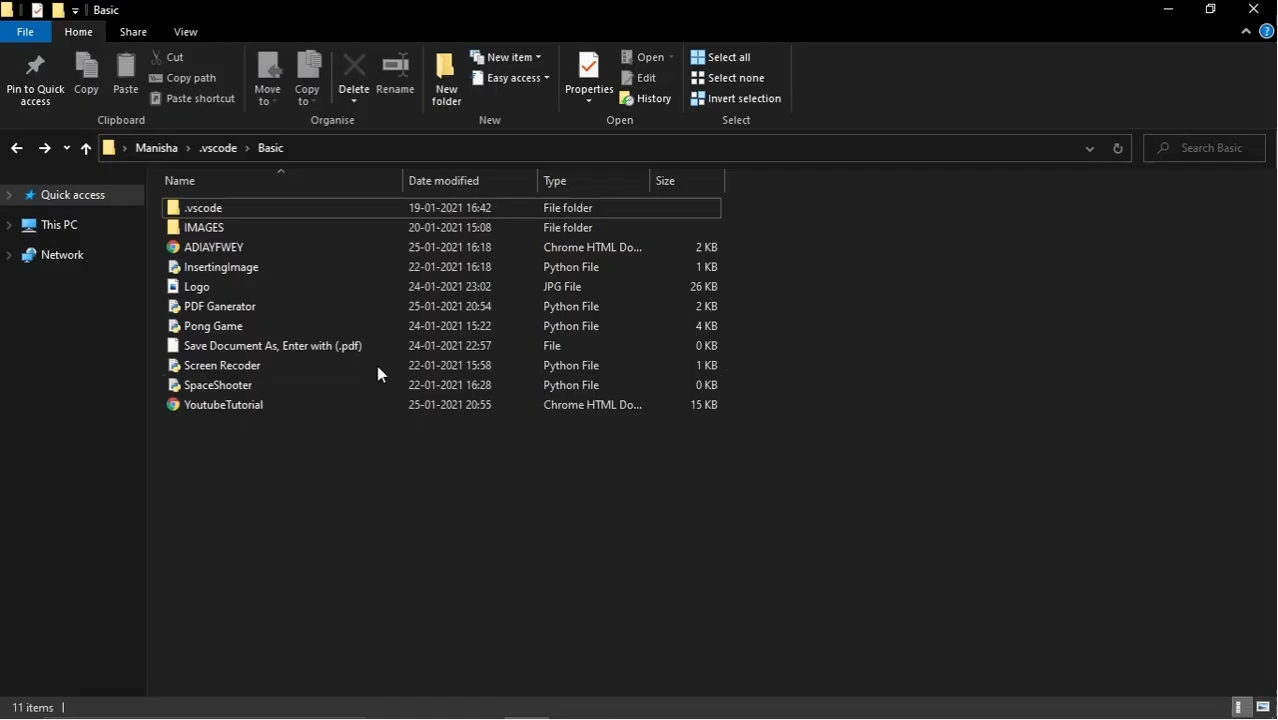 Basic
File Home Share View
Pin to Quick access
Copy
Paste
Cut
Copy path
Paste shortcut
Clipboard
Move to
Copy to
Delete
Rename
Organise
New folder
New item
Easy access
New
Properties
Open
Edit
History
Open
Select all
Select none
Invert selection
Select
Manisha > .vscode > Basic
Search Basic
Quick access
This PC
Network
Name Date modified Type Size
.vscode 19-01-2021 16:42 File folder
IMAGES 20-01-2021 15:08 File folder
ADIAYFWEY 25-01-2021 16:18 Chrome HTML Do... 2 KB
InsertingImage 22-01-2021 16:18 Python File 1 KB
Logo 24-01-2021 23:02 JPG File 26 KB
PDF Ganerator 25-01-2021 20:54 Python File 2 KB
Pong Game 24-01-2021 15:22 Python File 4 KB
Save Document As, Enter with (.pdf) 24-01-2021 22:57 File 0 KB
Screen Recoder 22-01-2021 15:58 Python File 1 KB
SpaceShooter 22-01-2021 16:28 Python File 0 KB
YoutubeTutorial 25-01-2021 20:55 Chrome HTML Do... 15 KB
11 items